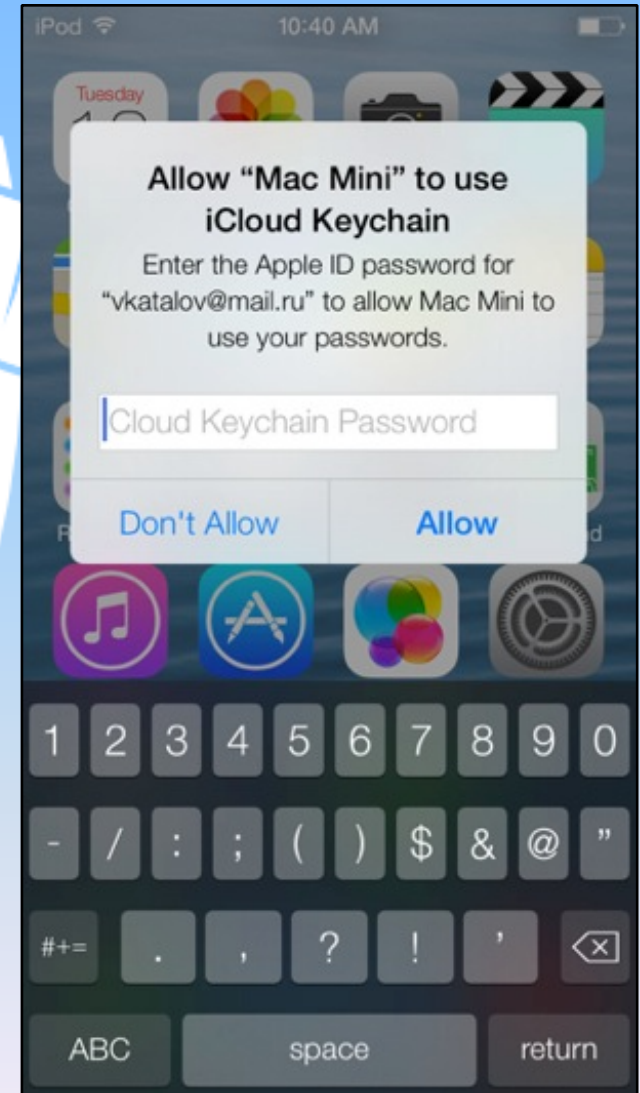 iPod 10:40 AM
Tuesday
Allow “Mac Mini” to use
iCloud Keychain
Enter the Apple ID password for
“vkatalov@mail.ru” to allow Mac Mini to
use your passwords.
Cloud Keychain Password
Don't Allow Allow
1 2 3 4 5 6 7 8 9 0
- / : ; ( ) $ & @ ”
#+= . , ? ! ’
ABC space return